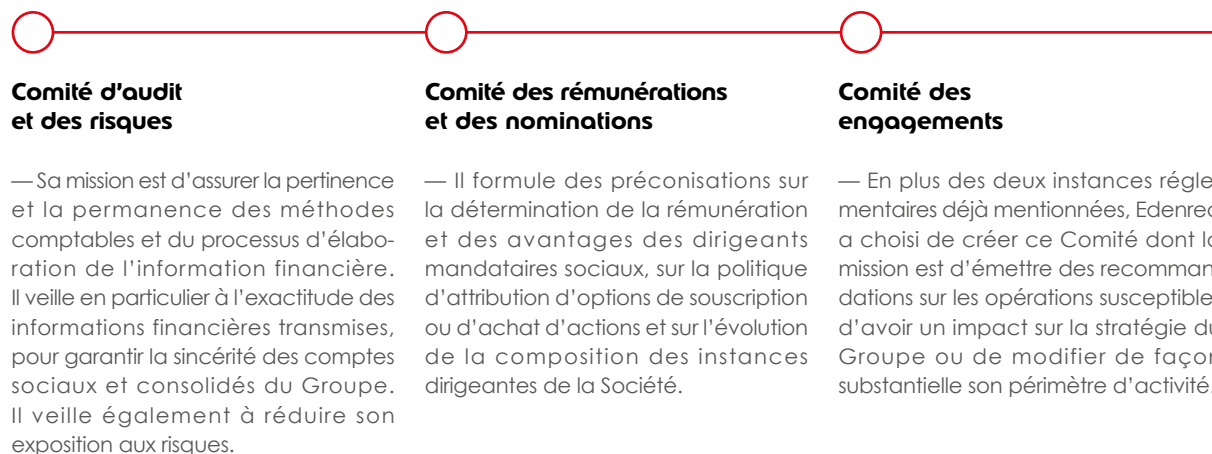 Comité d'audit
et des risques
— Sa mission est d'assurer la pertinence
et la permanence des méthodes
comptables et du processus d'élabo-
ration de l'information financière.
Il veille en particulier à l'exactitude des
informations financières transmises,
pour garantir la sincérité des comptes
sociaux et consolidés du Groupe.
Il veille également à réduire son
exposition aux risques.
Comité des rémunérations
et des nominations
— Il formule des préconisations sur
la détermination de la rémunération
et des avantages des dirigeants
mandataires sociaux, sur la politique
d'attribution d'options de souscription
ou d'achat d'actions et sur l'évolution
de la composition des instances
dirigeantes de la Société.
Comité des
engagements
— En plus des deux instances régle
mentaires déjà mentionnées, Edenred
a choisi de créer ce Comité dont la
mission est d'émettre des recomman
dations sur les opérations susceptible
d'avoir un impact sur la stratégie du
Groupe ou de modifier de façon
substantielle son périmètre d'activité.